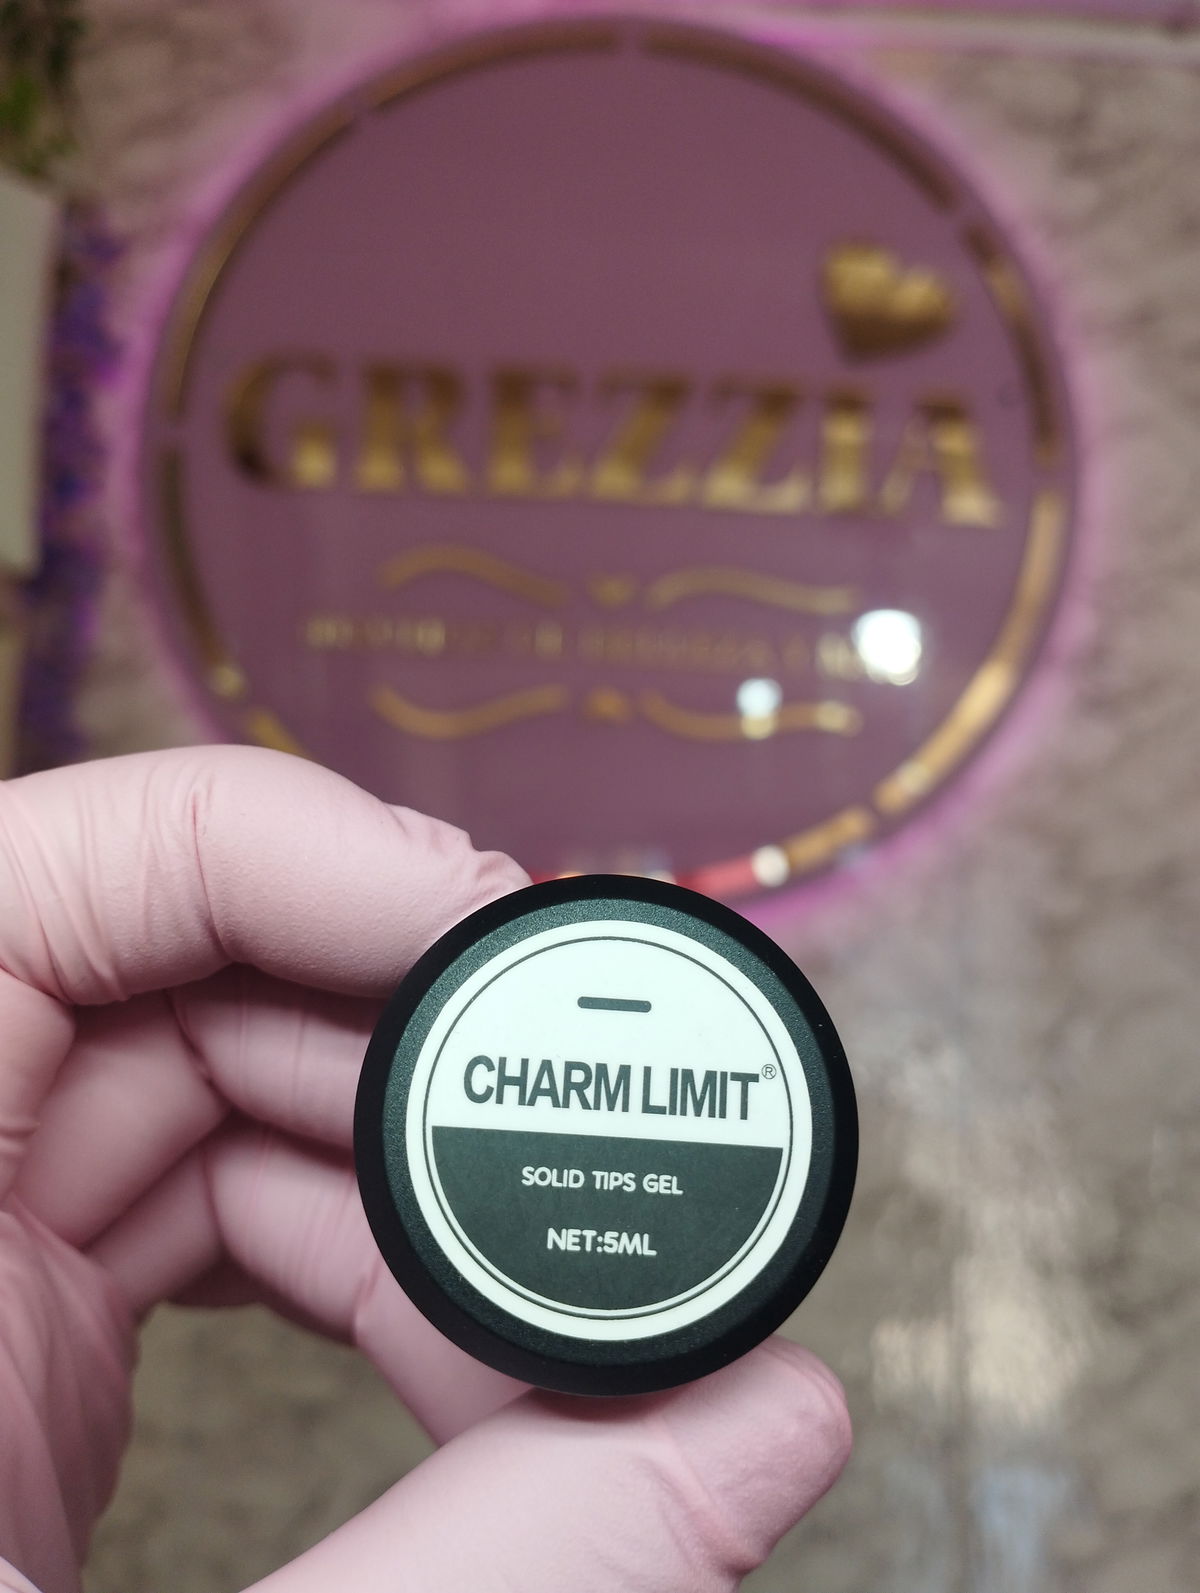 GREZZIA
CHARM LIMIT®
SOLID TIPS GEL
NET:5ML